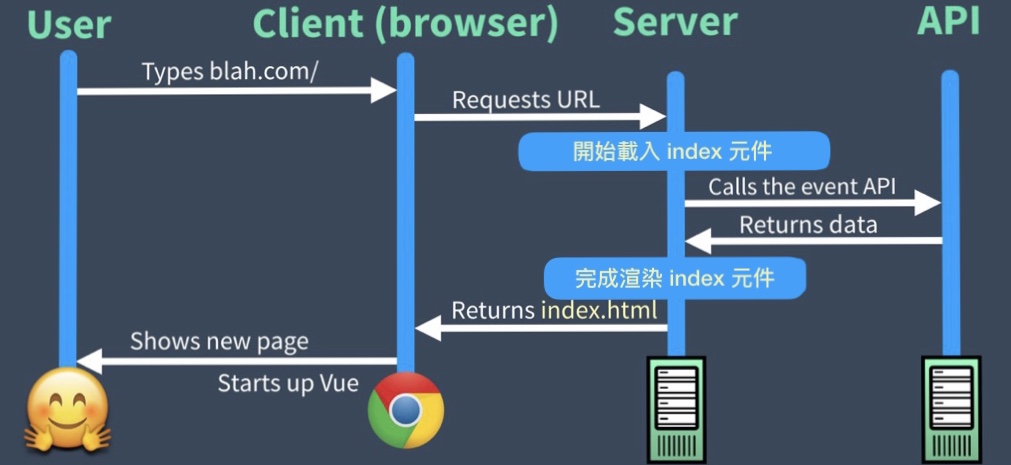 User
Client (browser)
Server
API
Types blah.com/
Requests URL
開始載入 index 元件
Calls the event API
Returns data
完成渲染 index 元件
Returns index.html
Shows new page
Starts up Vue